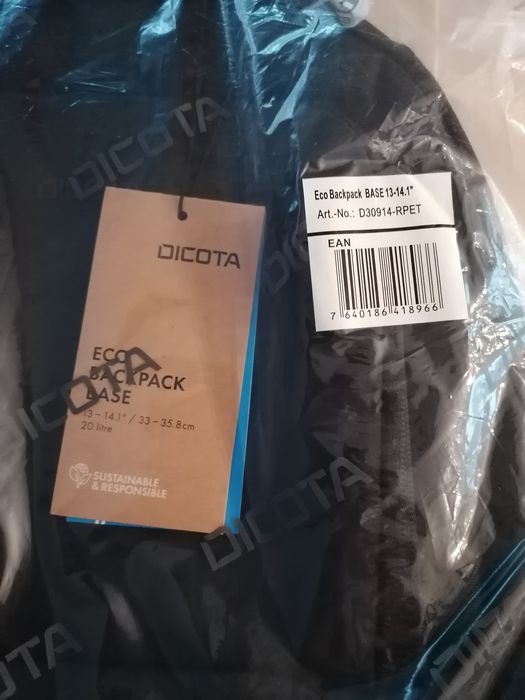 DICOTA
DICOTA
ECO
BACKPACK
BASE
13 – 14.1" / 33 – 35.8cm
20 litre
SUSTAINABLE
& RESPONSIBLE
Eco Backpack BASE 13-14.1"
Art.-No.: D30914-RPET
EAN
7 640186 418966
DICOTA
DICOTA
DICOTA
DICOTA